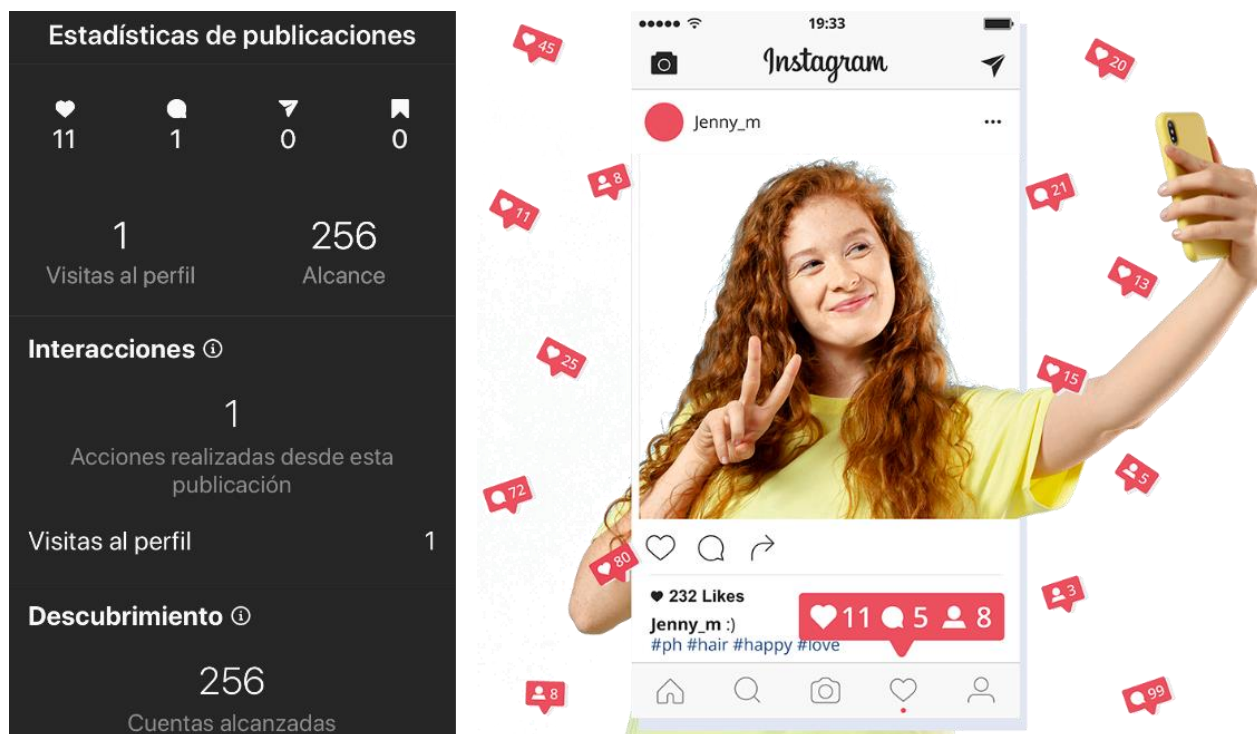 Estadísticas de publicaciones
11
1
0
0
1
256
Visitas al perfil
Alcance
Interacciones
1
Acciones realizadas desde esta
publicación
Visitas al perfil 1
Descubrimiento
256
Cuentas alcanzadas
19:33
Instagram
Jenny_m
232 Likes
Jenny_m :)
#ph #hair #happy #love
11 5 8
45
8
11
25
72
80
8
20
21
13
15
5
3
99